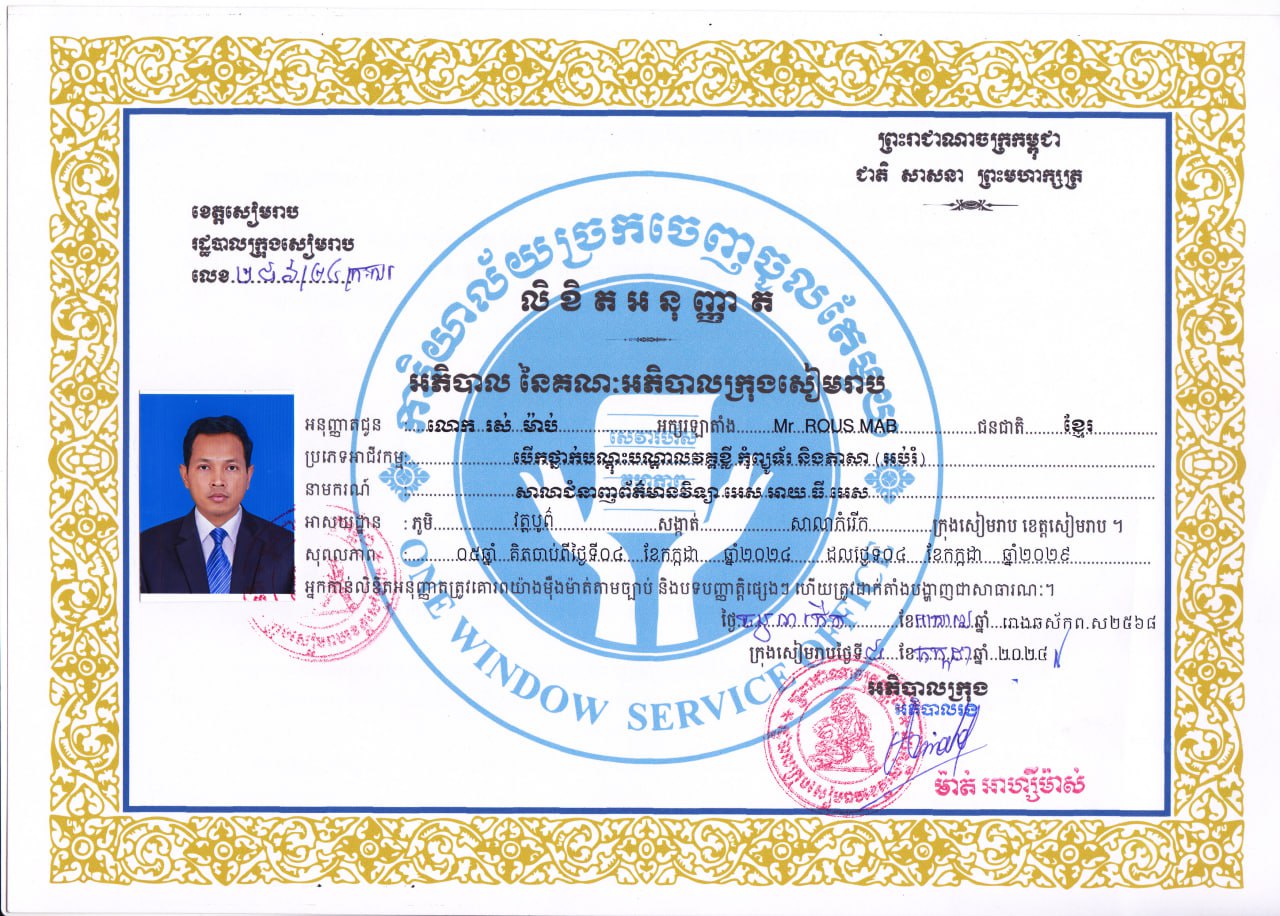 ព្រះរាជាណាចក្រកម្ពុជា
ជាតិ សាសនា ព្រះមហាក្សត្រ
ខេត្តសៀមរាប
រដ្ឋបាលក្រុងសៀមរាប
លេខ
ការិយាល័យច្រកចេញចូលតែមួយ
លិខិតអនុញ្ញាត
អភិបាល នៃគណៈអភិបាលក្រុងសៀមរាប
អនុញ្ញាតជូន :.....លោក រស់ ម៉ាប់..........អក្សរឡាតាំង......Mr. ROUS MAB..........ជនជាតិ.......ខ្មែរ..........
ប្រភេទអាជីវកម្ម :..........បើកថ្នាក់បណ្តុះបណ្តាលវគ្គខ្លី កុំព្យូទ័រ និងភាសា (អប់រំ)..........
នាមករណ៍ :..........សាលាជំនាញព័ត៌មានវិទ្យា អេស អាយ ធី អេស..........
អាសយដ្ឋាន : ភូមិ..........វត្តបូព៌..........សង្កាត់..........សាលាកំរើក..........ក្រុងសៀមរាប ខេត្តសៀមរាប ។
សុពលភាព :..........០៥ឆ្នាំ...គិតចាប់ពីថ្ងៃទី០៤....ខែកក្កដា.....ឆ្នាំ២០២៤.....ដល់ថ្ងៃទី០៤....ខែកក្កដា....ឆ្នាំ២០២៩
អ្នកកាន់លិខិតអនុញ្ញាតត្រូវគោរពយ៉ាងម៉ឺងម៉ាត់តាមច្បាប់ និងបទបញ្ញត្តិផ្សេងៗ ហើយត្រូវដាក់តាំងបង្ហាញជាសាធារណៈ។
ថ្ងៃ..........ខែ..........ឆ្នាំ...រោងឆស័កព.ស២៥៦៨
ក្រុងសៀមរាបថ្ងៃទី.....ខែកក្កដា.ឆ្នាំ..២០២៤
អភិបាលក្រុង
អភិបាលរង
ម៉ាត់ អាហ្ស៊ីម៉ាស់
សេវារហ័ស
ONE WINDOW SERVICE OFFICE